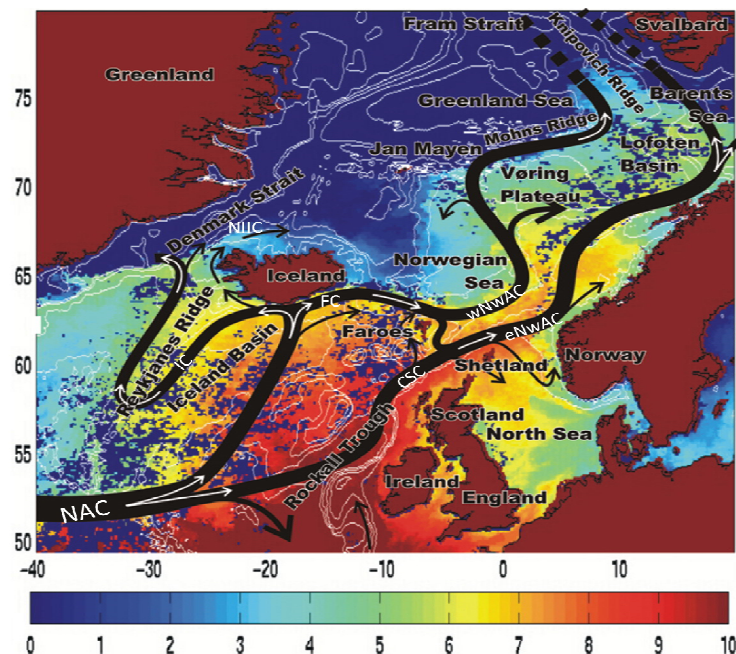 Fram Strait
Svalbard
Knipovich Ridge
Greenland
75
Greenland Sea
Barents
Sea
Mohns Ridge
Jan Mayen
Lofoten
Basin
Vøring
Plateau
70
Denmark Strait
NIIC
Iceland
Norwegian
Sea
65
FC
wNwAC
Faroes
eNwAC
Reykjanes Ridge
IC
Iceland Basin
Norway
60
Shetland
CSC
Scotland
North Sea
55
Rockall Trough
Ireland
England
NAC
50
-40 -30 -20 -10 0 10
0 1 2 3 4 5 6 7 8 9 10